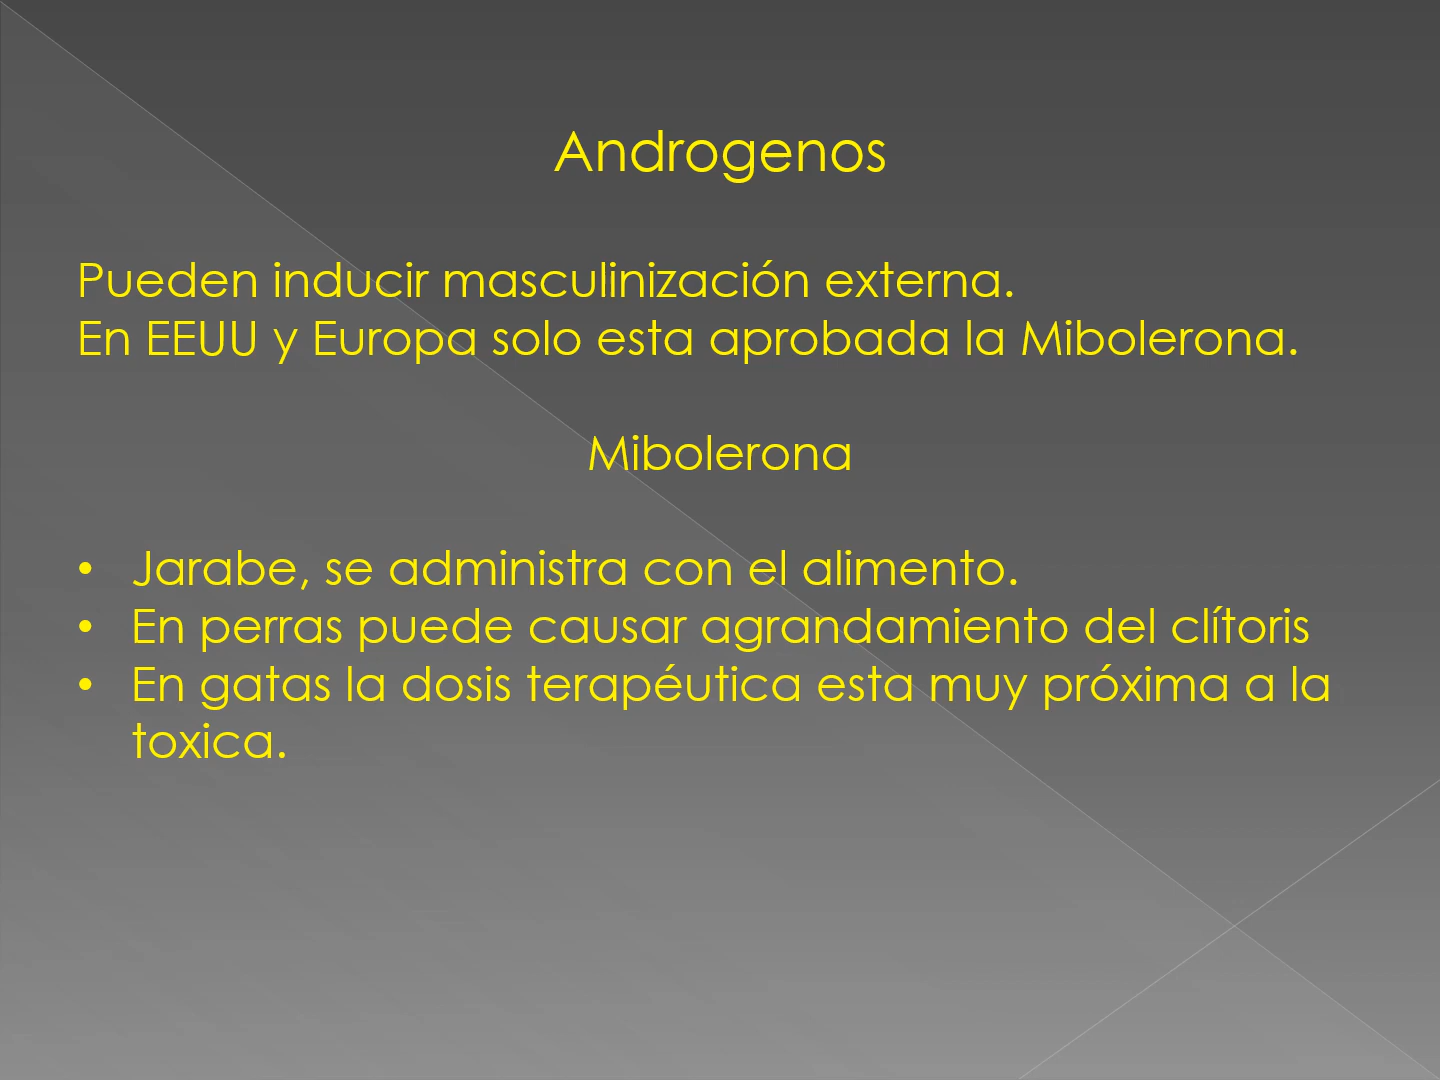 Androgenos
Pueden inducir masculinización externa.
En EEUU y Europa solo esta aprobada la Mibolerona.
Mibolerona
• Jarabe, se administra con el alimento.
• En perras puede causar agrandamiento del clítoris
• En gatas la dosis terapéutica esta muy próxima a la
toxica.